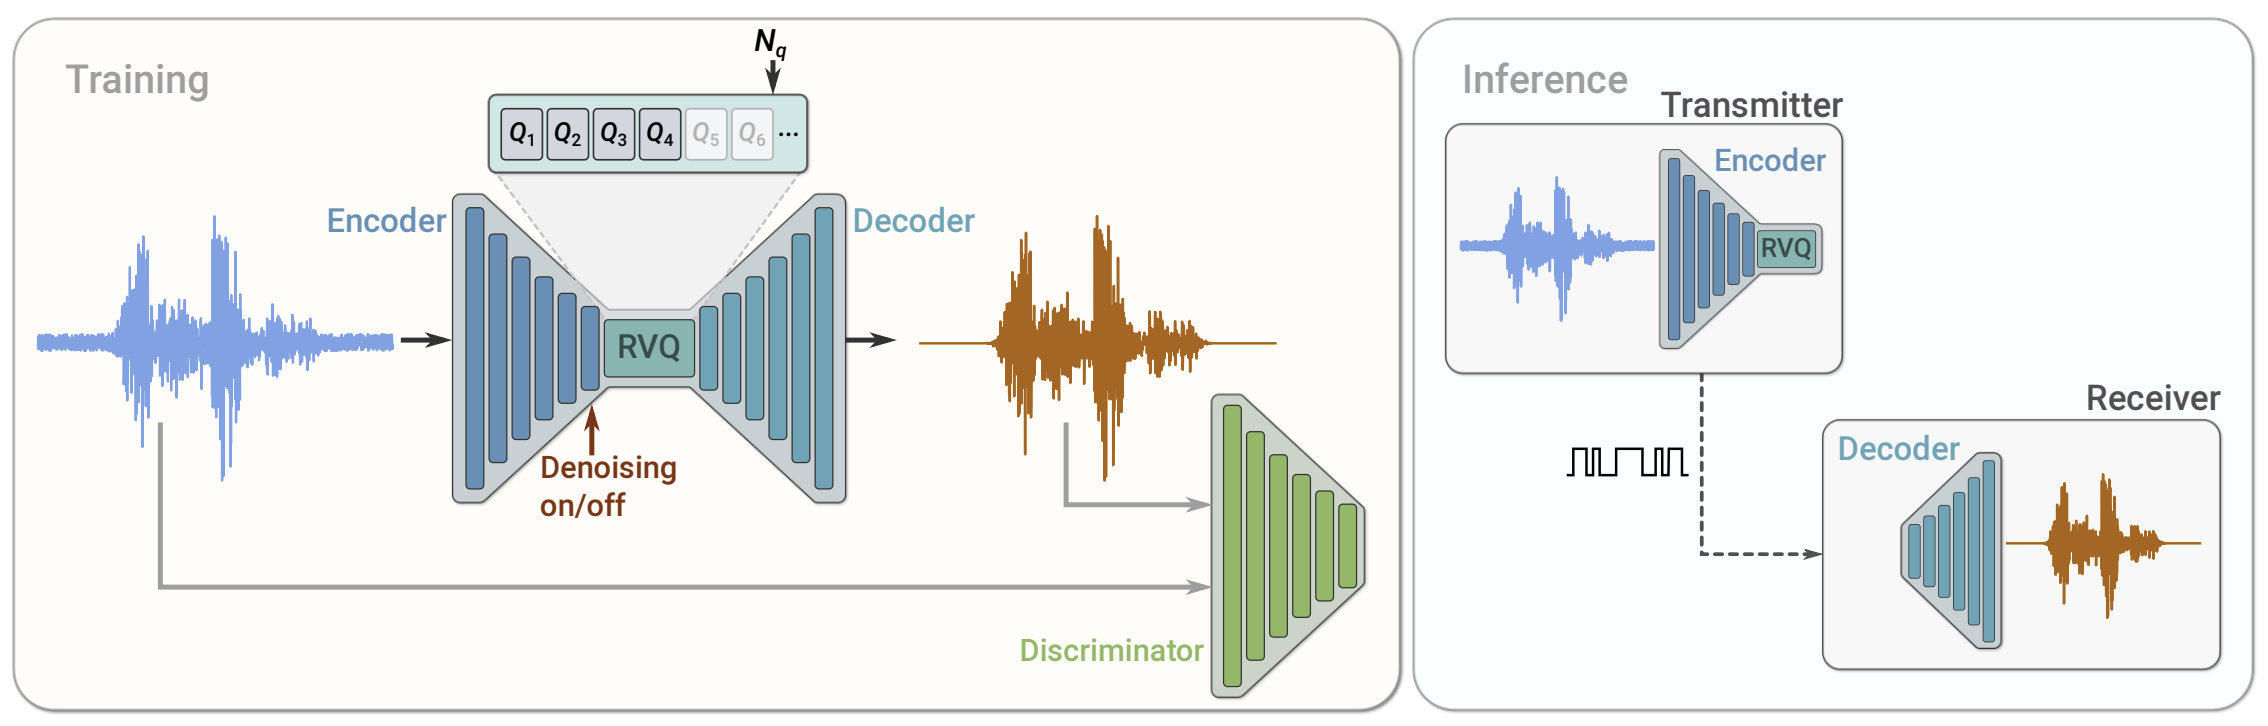 Training
N_q
Q_1 Q_2 Q_3 Q_4 Q_5 Q_6 ...
Encoder
Decoder
RVQ
Denoising
on/off
Discriminator
Inference
Transmitter
Encoder
RVQ
Receiver
Decoder